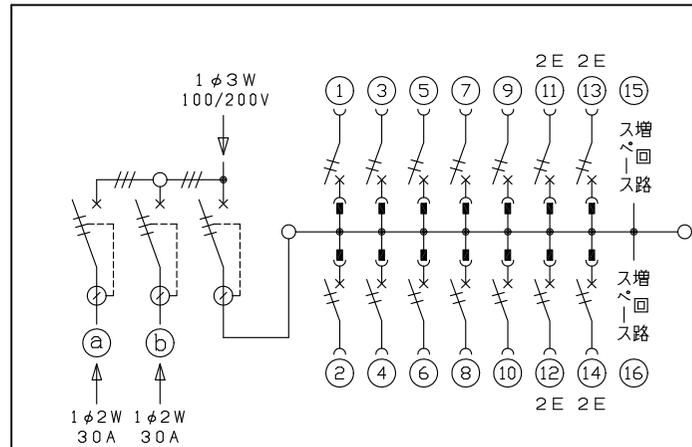 2E 2E
1φ3W
100/200V
① ③ ⑤ ⑦ ⑨ ⑪ ⑬ ⑮
増回路
スペース
ⓐ ⓑ
増回路
スペース
② ④ ⑥ ⑧ ⑩ ⑫ ⑭ ⑯
2E 2E
1φ2W 1φ2W
30A 30A